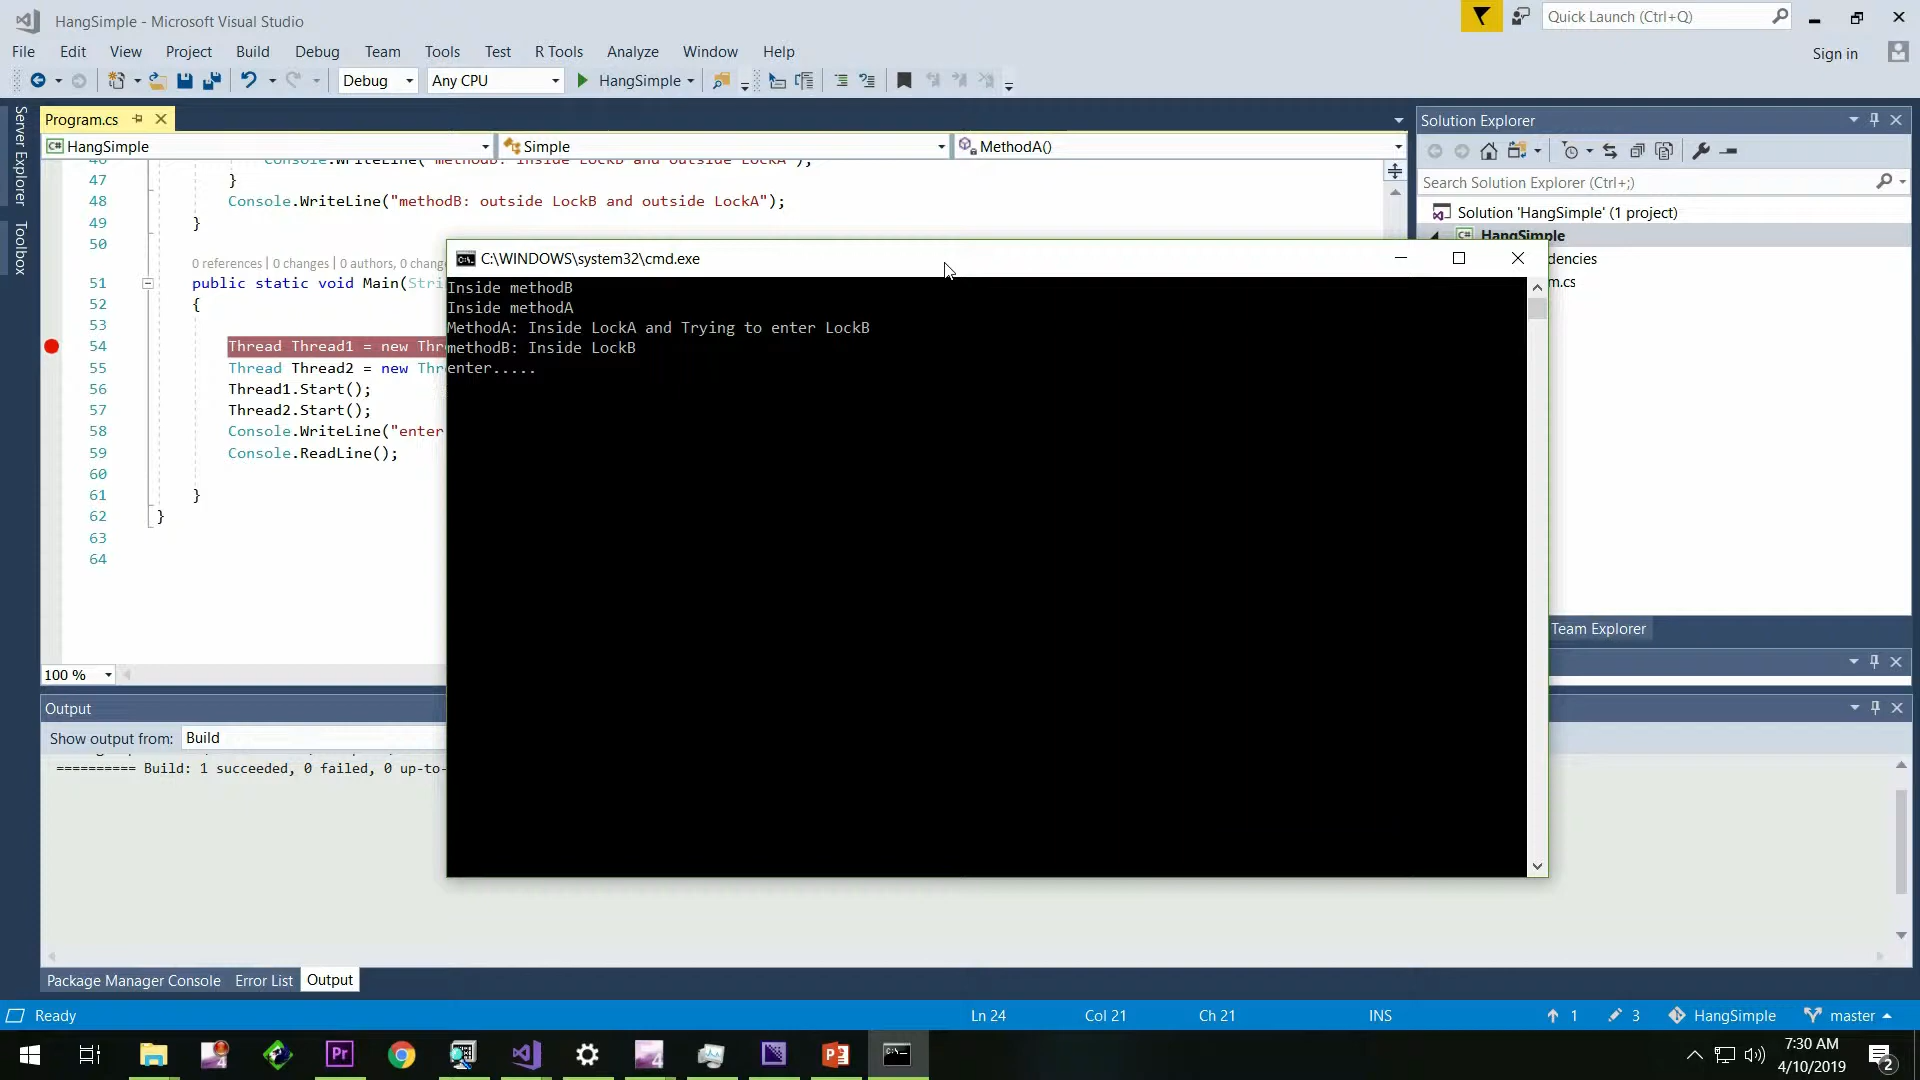 HangSimple - Microsoft Visual Studio
Quick Launch (Ctrl+Q)
File Edit View Project Build Debug Team Tools Test R Tools Analyze Window Help
Sign in
Debug Any CPU HangSimple
Server Explorer
Toolbox
Program.cs
HangSimple Simple MethodA()
47 }
48 Console.WriteLine("methodB: outside LockB and outside LockA");
49 }
50
0 references | 0 changes | 0 authors, 0
51 public static void Main(
52 {
53
54 Thread Thread1 = new
55 Thread Thread2 = new
56 Thread1.Start();
57 Thread2.Start();
58 Console.WriteLine("enter
59 Console.ReadLine();
60
61 }
62 }
63
64
100 %
C:\WINDOWS\system32\cmd.exe
Inside methodB
Inside methodA
MethodA: Inside LockA and Trying to enter LockB
methodB: Inside LockB
enter.....
Solution Explorer
Search Solution Explorer (Ctrl+;)
Solution 'HangSimple' (1 project)
HangSimple
dencies
m.cs
Team Explorer
Output
Show output from: Build
========== Build: 1 succeeded, 0 failed, 0 up-to-
Package Manager Console Error List Output
Ready Ln 24 Col 21 Ch 21 INS 1 3 HangSimple master
7:30 AM
4/10/2019
2